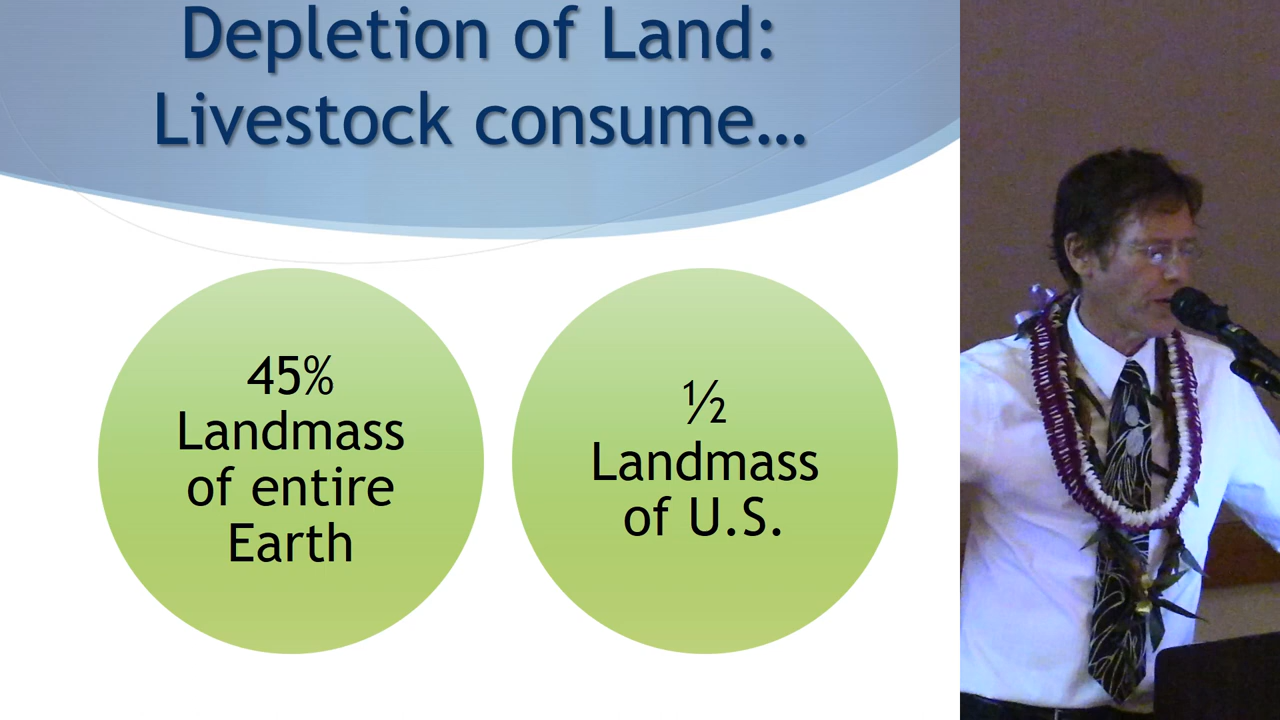 Depletion of Land:
Livestock consume…
45%
Landmass
of entire
Earth
½
Landmass
of U.S.